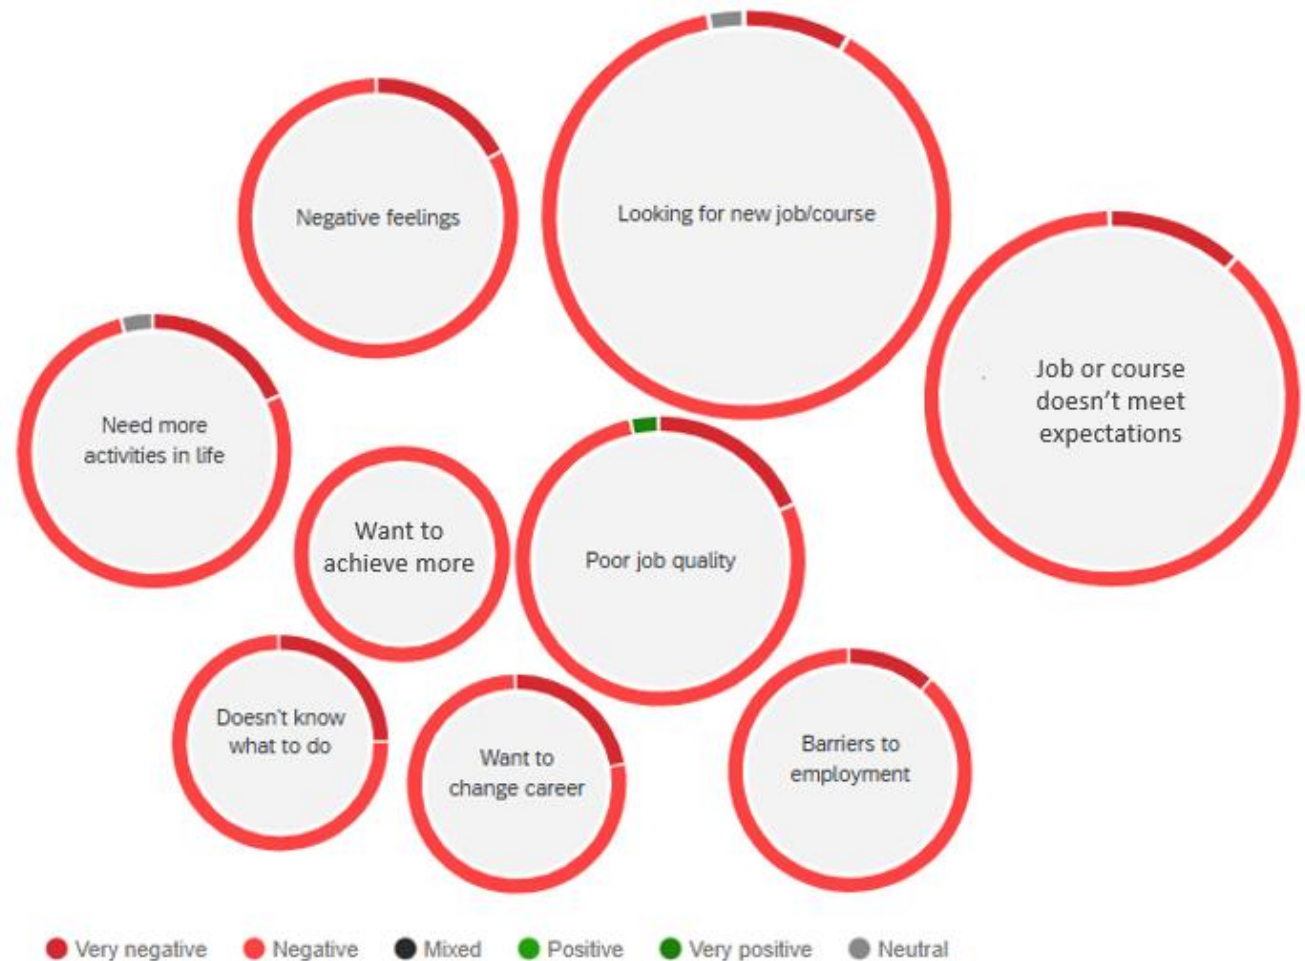 Negative feelings
Looking for new job/course
Job or course
doesn't meet
expectations
Need more
activities in life
Want to
achieve more
Poor job quality
Doesn't know
what to do
Want to
change career
Barriers to
employment
Very negative
Negative
Mixed
Positive
Very positive
Neutral